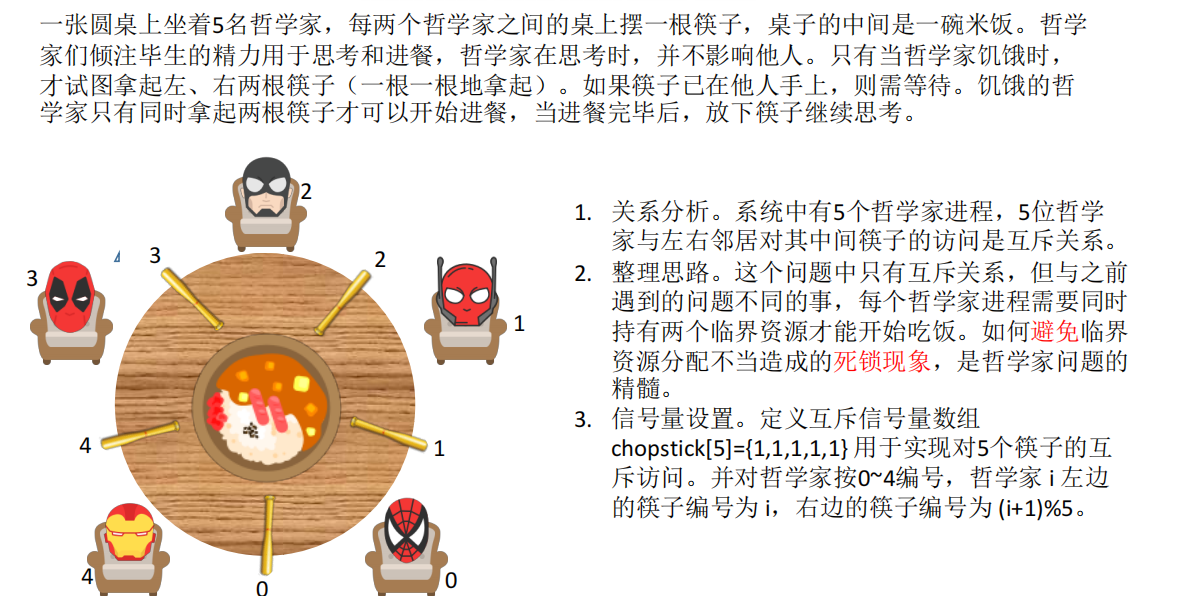 一张圆桌上坐着5名哲学家，每两个哲学家之间的桌上摆一根筷子，桌子的中间是一碗米饭。哲学
家们倾注毕生的精力用于思考和进餐，哲学家在思考时，并不影响他人。只有当哲学家饥饿时，
才试图拿起左、右两根筷子（一根一根地拿起）。如果筷子已在他人手上，则需等待。饥饿的哲
学家只有同时拿起两根筷子才可以开始进餐，当进餐完毕后，放下筷子继续思考。
2
3
2
3
1
4
1
4
0
0
1. 关系分析。系统中有5个哲学家进程，5位哲学
家与左右邻居对其中间筷子的访问是互斥关系。
2. 整理思路。这个问题中只有互斥关系，但与之前
遇到的问题不同的事，每个哲学家进程需要同时
持有两个临界资源才能开始吃饭。如何避免临界
资源分配不当造成的死锁现象，是哲学家问题的
精髓。
3. 信号量设置。定义互斥信号量数组
chopstick[5]={1,1,1,1,1} 用于实现对5个筷子的互
斥访问。并对哲学家按0~4编号，哲学家 i 左边
的筷子编号为 i，右边的筷子编号为 (i+1)%5。